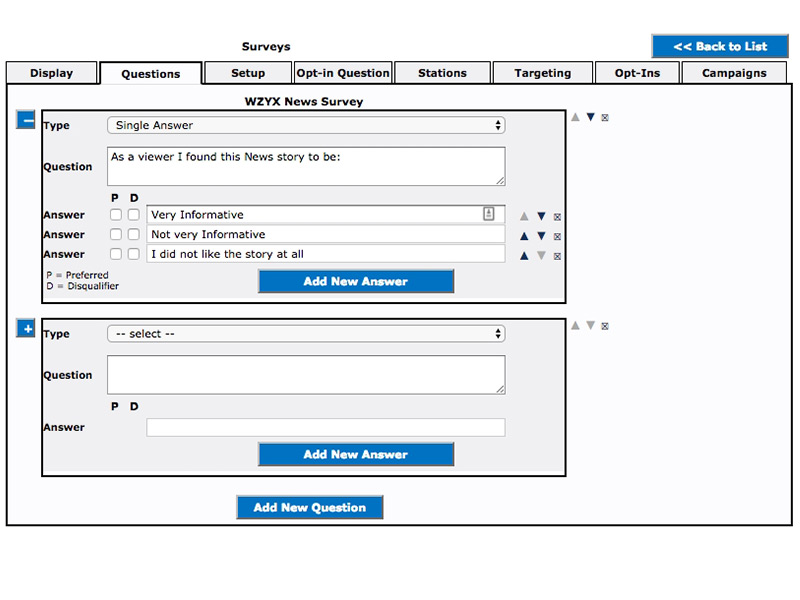 Surveys
<< Back to List
Display Questions Setup Opt-in Question Stations Targeting Opt-Ins Campaigns
WZYX News Survey
Type Single Answer
Question As a viewer I found this News story to be:
P D
Answer Very Informative
Answer Not very Informative
Answer I did not like the story at all
P = Preferred
D = Disqualifier
Add New Answer
Type -- select --
Question
P D
Answer
Add New Answer
Add New Question